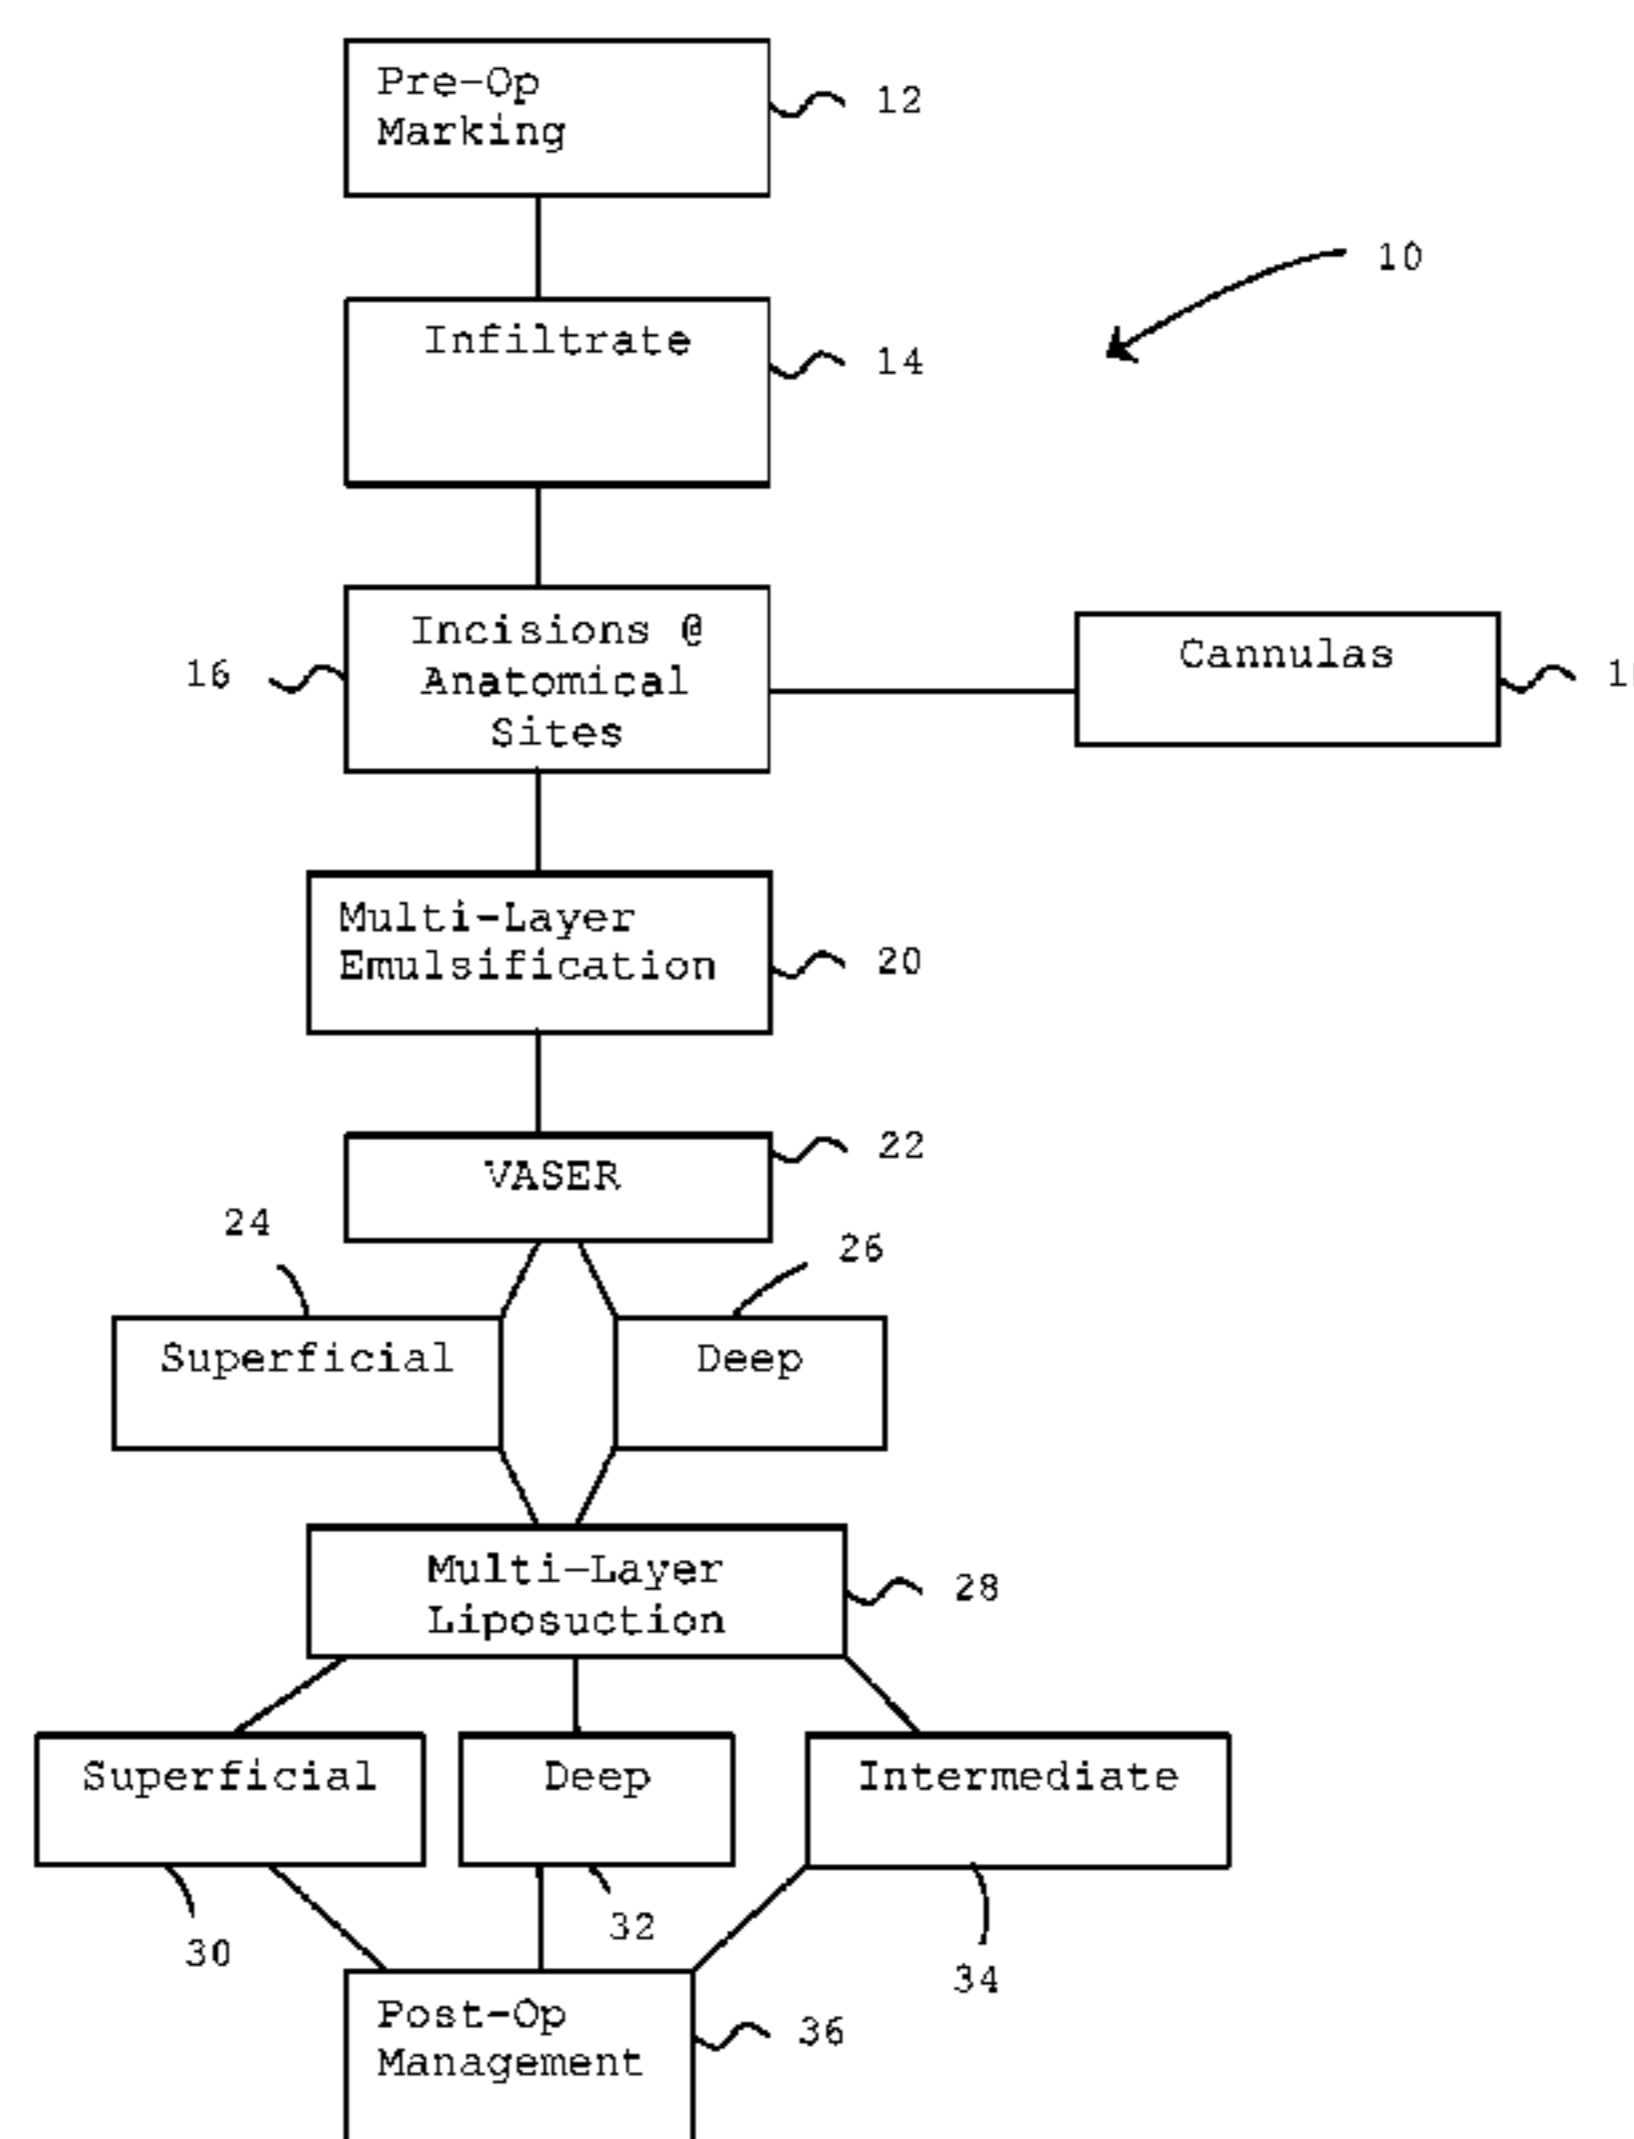 Pre-Op
Marking
12
10
Infiltrate
14
Incisions @
Anatomical
Sites
16
Cannulas
Multi-Layer
Emulsification
20
VASER
22
24
26
Superficial
Deep
Multi-Layer
Liposuction
28
Superficial
Deep
Intermediate
30
32
34
Post-Op
Management
36